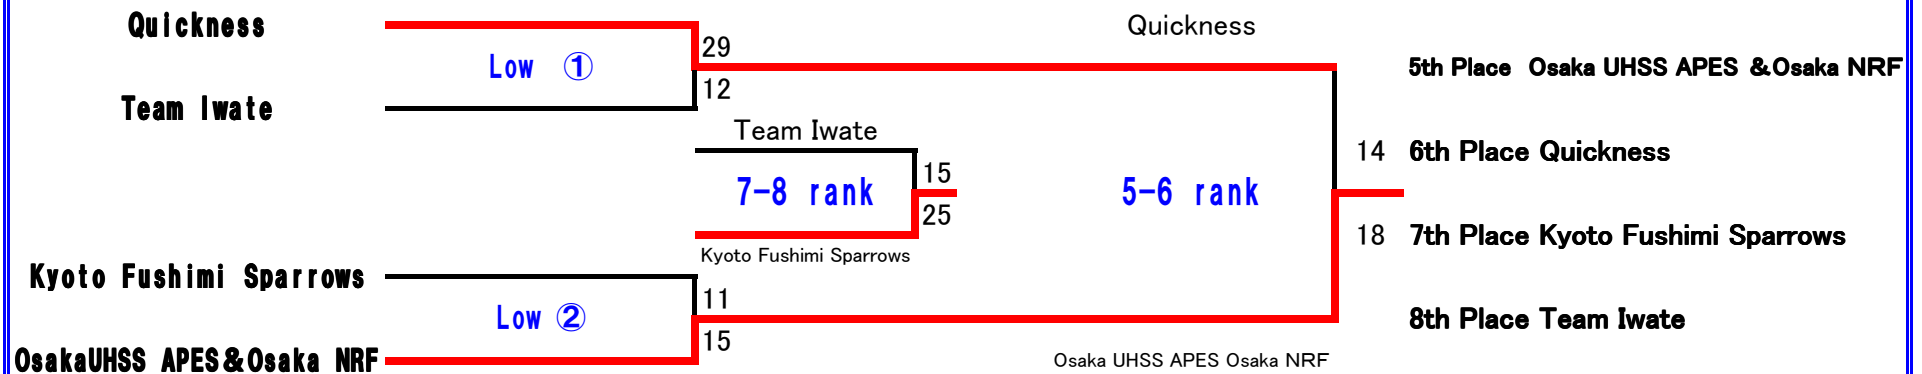 Quickness
Quickness
29
Low ①
5th Place Osaka UHSS APES &Osaka NRF
12
Team Iwate
Team Iwate
15
14
6th Place Quickness
7-8 rank
5-6 rank
25
18
7th Place Kyoto Fushimi Sparrows
Kyoto Fushimi Sparrows
Kyoto Fushimi Sparrows
11
Low ②
8th Place Team Iwate
15
OsakaUHSS APES&Osaka NRF
Osaka UHSS APES Osaka NRF